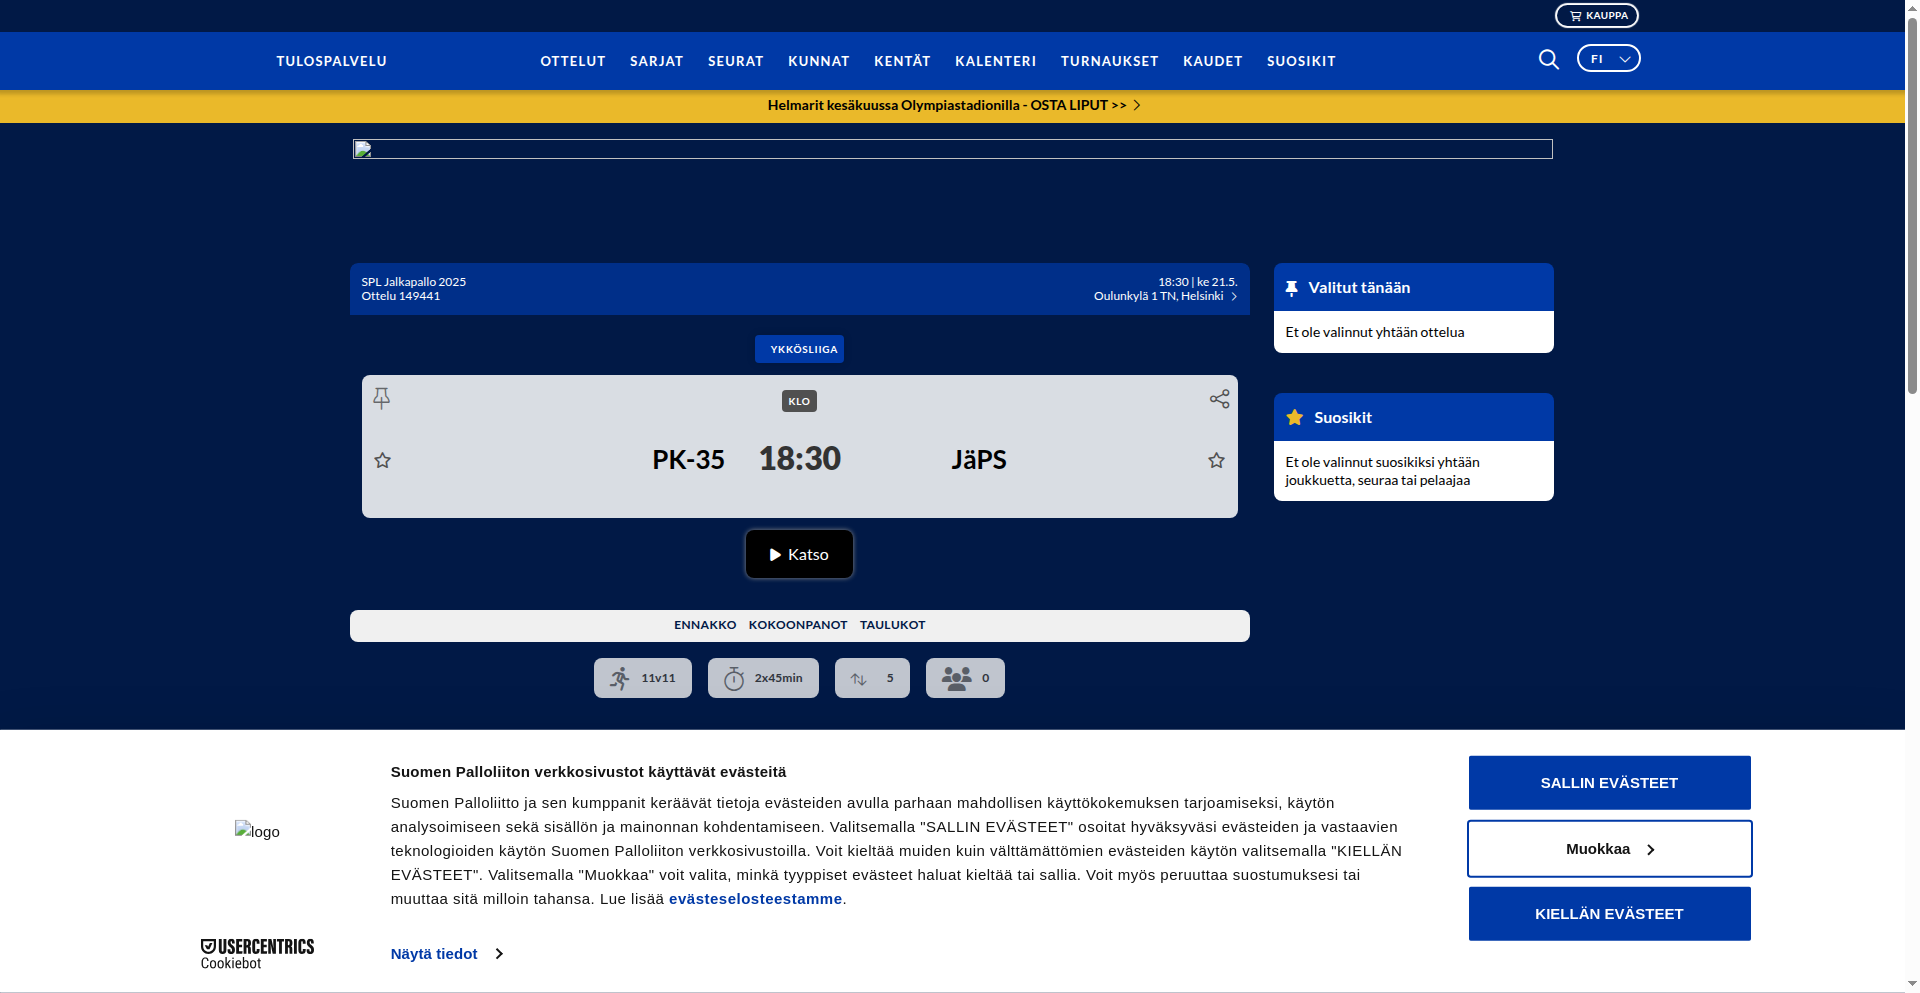 KAUPPA
TULOSPALVELU OTTELUT SARJAT SEURAT KUNNAT KENTÄT KALENTERI TURNAUKSET KAUDET SUOSIKIT FI
Helmarit kesäkuussa Olympiastadionilla - OSTA LIPUT >>
SPL Jalkapallo 2025
Ottelu 149441
18:30 | ke 21.5.
Oulunkylä 1 TN, Helsinki
YKKÖSLIIGA
KLO
PK-35 18:30 JäPS
Katso
ENNAKKO KOKOONPANOT TAULUKOT
11v11 2x45min 5 0
Valitut tänään
Et ole valinnut yhtään ottelua
Suosikit
Et ole valinnut suosikiksi yhtään
joukkuetta, seuraa tai pelaajaa
logo
USERCENTRICS
Cookiebot
Suomen Palloliiton verkkosivustot käyttävät evästeitä
Suomen Palloliitto ja sen kumppanit keräävät tietoja evästeiden avulla parhaan mahdollisen käyttökokemuksen tarjoamiseksi, käytön
analysoimiseen sekä sisällön ja mainonnan kohdentamiseen. Valitsemalla "SALLIN EVÄSTEET" osoitat hyväksyväsi evästeiden ja vastaavien
teknologioiden käytön Suomen Palloliiton verkkosivustoilla. Voit kieltää muiden kuin välttämättömien evästeiden käytön valitsemalla "KIELLÄN
EVÄSTEET". Valitsemalla "Muokkaa" voit valita, minkä tyyppiset evästeet haluat kieltää tai sallia. Voit myös peruuttaa suostumuksesi tai
muuttaa sitä milloin tahansa. Lue lisää evästeselosteestamme.
Näytä tiedot
SALLIN EVÄSTEET
Muokkaa
KIELLÄN EVÄSTEET